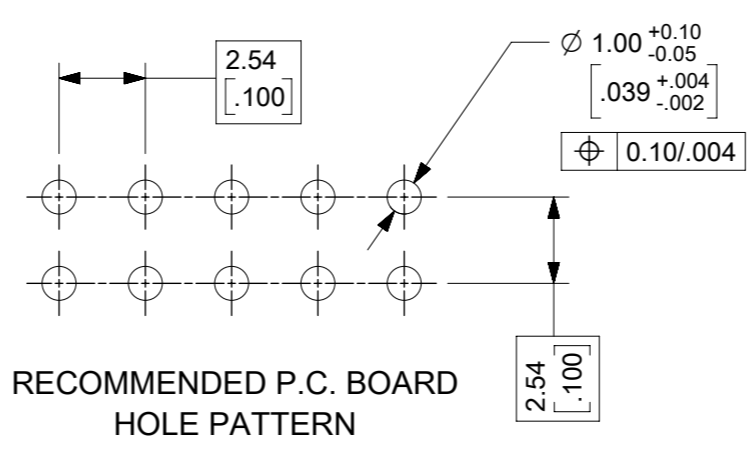 2.54
[.100]
Ø 1.00 +0.10
-0.05
[.039 +.004
-.002]
⌖ 0.10/.004
2.54
[.100]
RECOMMENDED P.C. BOARD
HOLE PATTERN